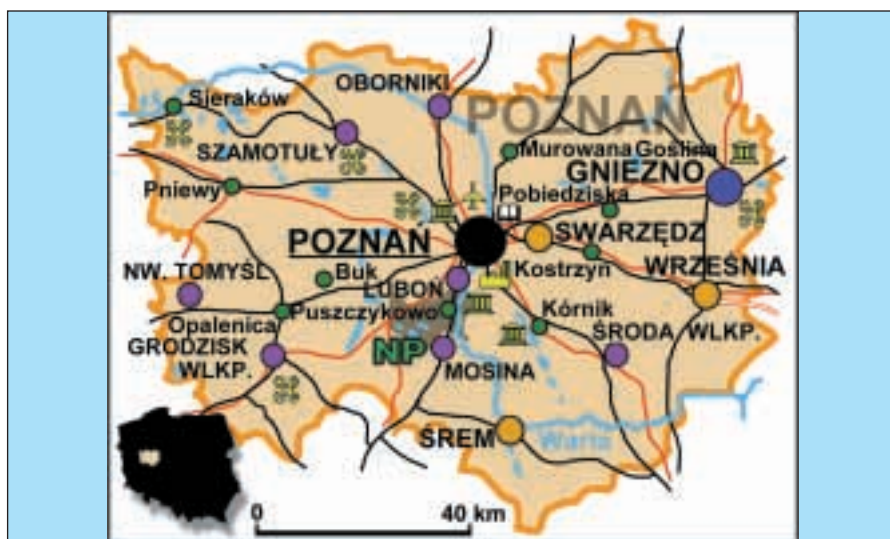 OBORNIKI
POZNAŃ
Sieraków
SZAMOTUŁY
Murowana Goślina
GNIEZNO
Pniewy
Pobiedziska
POZNAŃ
SWARZĘDZ
NW. TOMYŚL
Buk
LUBOŃ
Kostrzyn
WRZEŚNIA
Opalenica
Puszczykowo
Kórnik
ŚRODA WLKP.
GRODZISK
WLKP.
NP
MOSINA
ŚREM
Warta
0 40 km